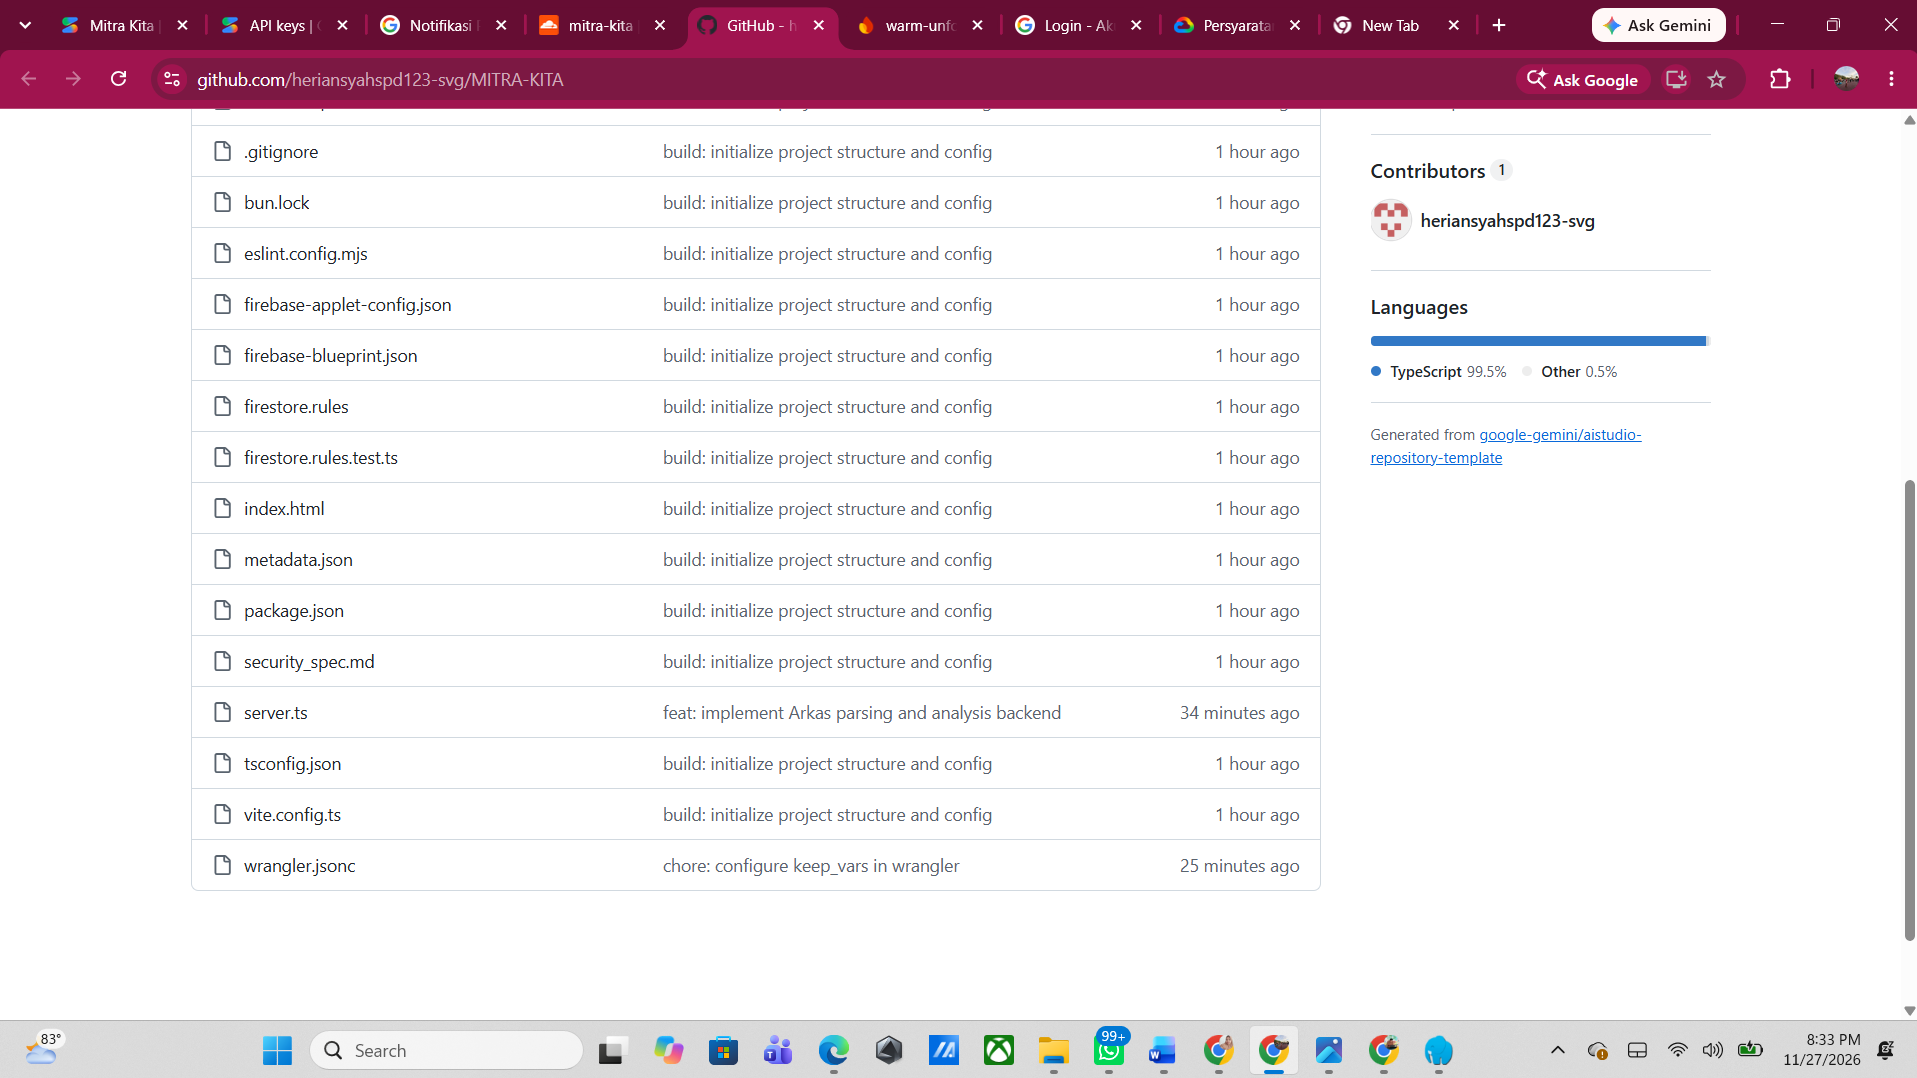 Mitra Kita
API keys |
Notifikasi
mitra-kita
GitHub - h
warm-unfo
Login - Ak
Persyarata
New Tab
Ask Gemini
github.com/heriansyahspd123-svg/MITRA-KITA
Ask Google
.gitignore build: initialize project structure and config 1 hour ago
bun.lock build: initialize project structure and config 1 hour ago
eslint.config.mjs build: initialize project structure and config 1 hour ago
firebase-applet-config.json build: initialize project structure and config 1 hour ago
firebase-blueprint.json build: initialize project structure and config 1 hour ago
firestore.rules build: initialize project structure and config 1 hour ago
firestore.rules.test.ts build: initialize project structure and config 1 hour ago
index.html build: initialize project structure and config 1 hour ago
metadata.json build: initialize project structure and config 1 hour ago
package.json build: initialize project structure and config 1 hour ago
security_spec.md build: initialize project structure and config 1 hour ago
server.ts feat: implement Arkas parsing and analysis backend 34 minutes ago
tsconfig.json build: initialize project structure and config 1 hour ago
vite.config.ts build: initialize project structure and config 1 hour ago
wrangler.jsonc chore: configure keep_vars in wrangler 25 minutes ago
Contributors 1
heriansyahspd123-svg
Languages
TypeScript 99.5% Other 0.5%
Generated from google-gemini/aistudio-
repository-template
83°
Search
99+
8:33 PM
11/27/2026